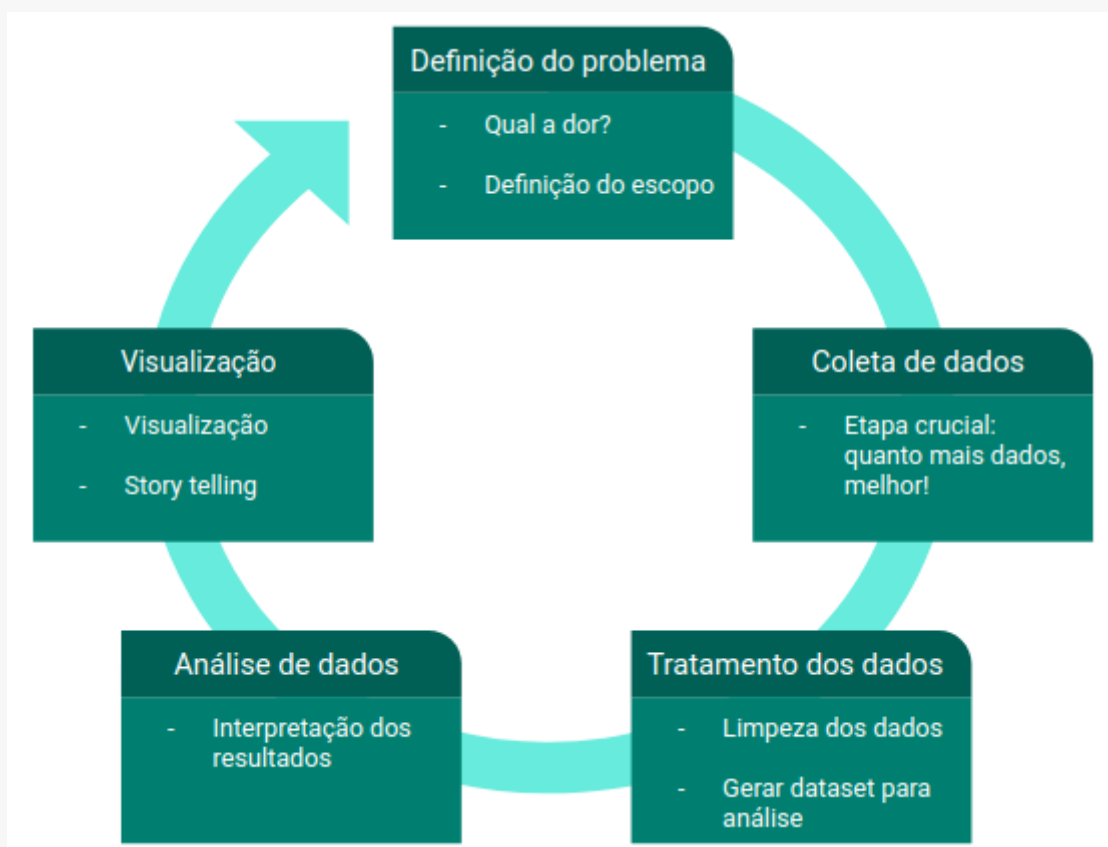 Definição do problema
- Qual a dor?
- Definição do escopo
Coleta de dados
- Etapa crucial:
quanto mais dados,
melhor!
Tratamento dos dados
- Limpeza dos dados
- Gerar dataset para
análise
Análise de dados
- Interpretação dos
resultados
Visualização
- Visualização
- Story telling